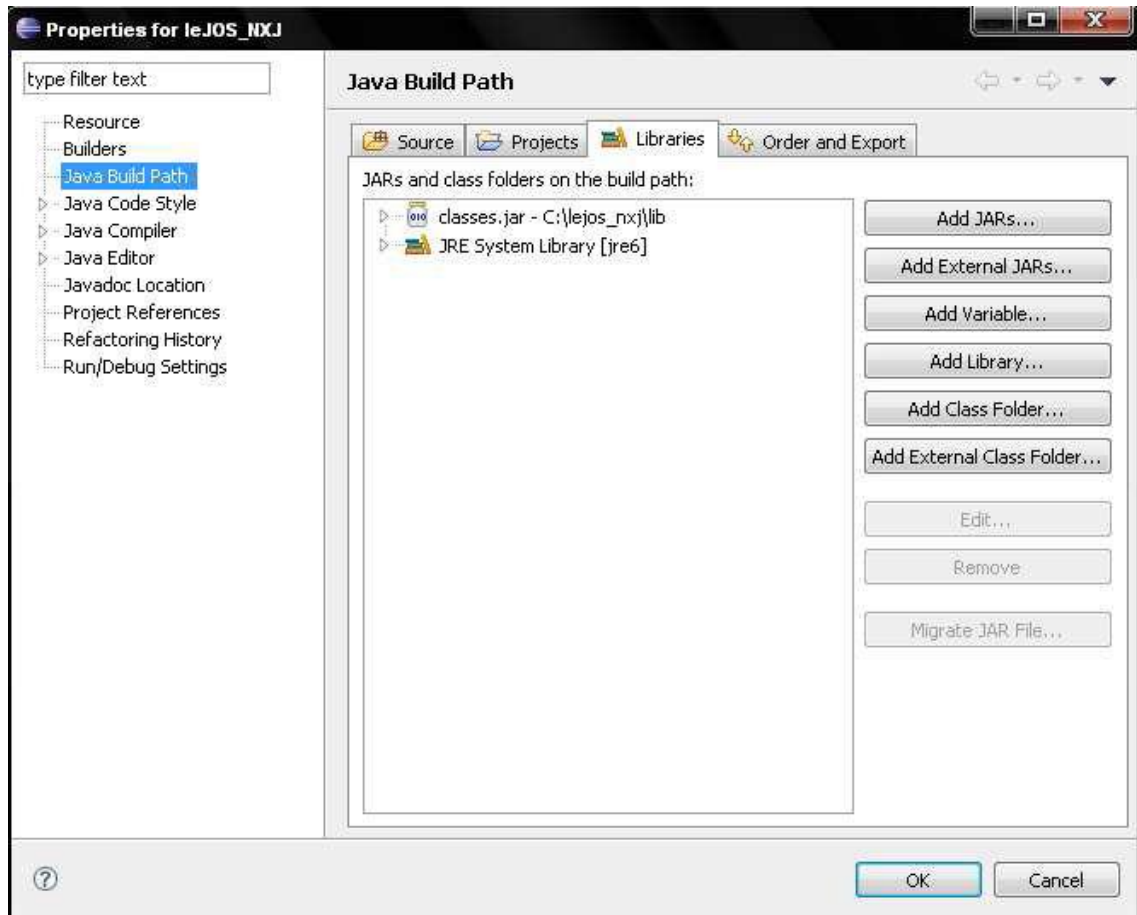 Properties for leJOS_NXJ
type filter text
Resource
Builders
Java Build Path
Java Code Style
Java Compiler
Java Editor
Javadoc Location
Project References
Refactoring History
Run/Debug Settings
Java Build Path
Source Projects Libraries Order and Export
JARs and class folders on the build path:
010 classes.jar - C:\lejos_nxj\lib
JRE System Library [jre6]
Add JARs...
Add External JARs...
Add Variable...
Add Library...
Add Class Folder...
Add External Class Folder...
Edit...
Remove
Migrate JAR File...
? OK Cancel